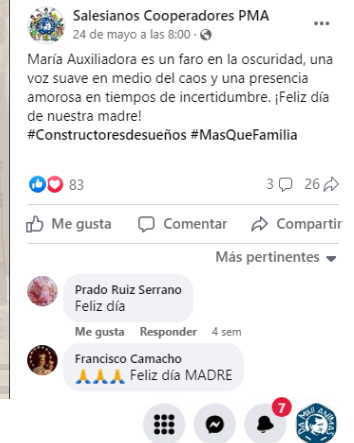 Salesianos Cooperadores PMA
24 de mayo a las 8:00 ·
María Auxiliadora es un faro en la oscuridad, una
voz suave en medio del caos y una presencia
amorosa en tiempos de incertidumbre. ¡Feliz día
de nuestra madre!
#Constructoresdesueños #MasQueFamilia
83
3 26
Me gusta Comentar Compartir
Más pertinentes
Prado Ruiz Serrano
Feliz día
Me gusta Responder 4 sem
Francisco Camacho
🙏🙏🙏 Feliz día MADRE
7
DA MIHI ANIMAS